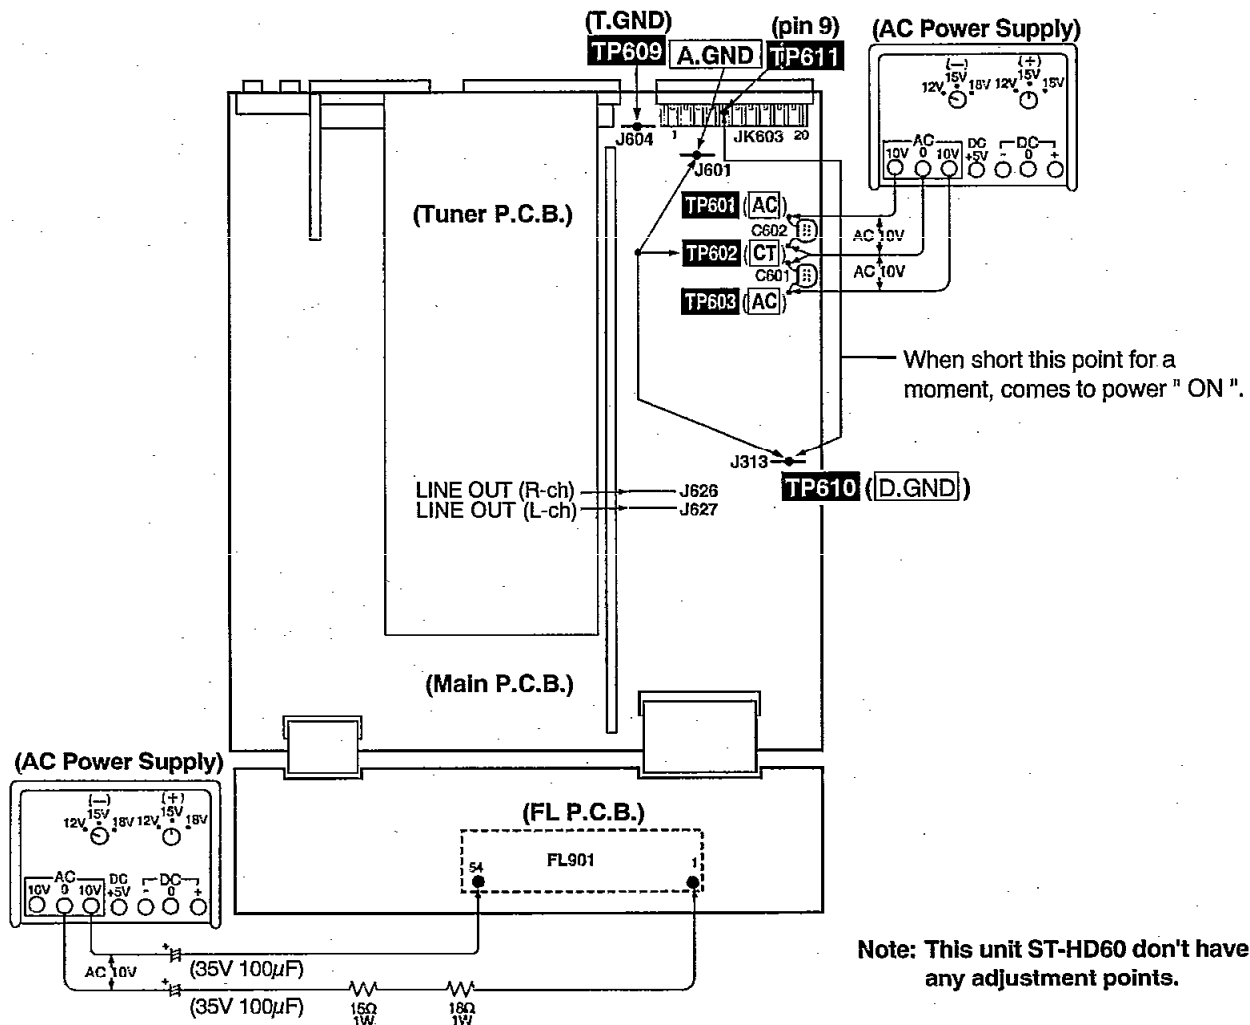 (T.GND)
TP609
A.GND
(pin 9)
TP611
(AC Power Supply)
(−) (+)
12V 15V 18V 12V 15V 18V
AC DC DC
10V 0 10V +5V - 0 +
J604
1 JK603 20
J601
(Tuner P.C.B.)
TP601 (AC)
C602
AC 10V
TP602 (CT)
C601
AC 10V
TP603 (AC)
When short this point for a
moment, comes to power " ON ".
J313
TP610 (D.GND)
LINE OUT (R-ch) J626
LINE OUT (L-ch) J627
(Main P.C.B.)
(AC Power Supply)
(−) (+)
12V 15V 18V 12V 15V 18V
AC DC DC
10V 0 10V +5V - 0 +
(FL P.C.B.)
FL901
54 1
+
(35V 100µF)
AC 10V
+
(35V 100µF)
15Ω
1W
18Ω
1W
Note: This unit ST-HD60 don't have
any adjustment points.